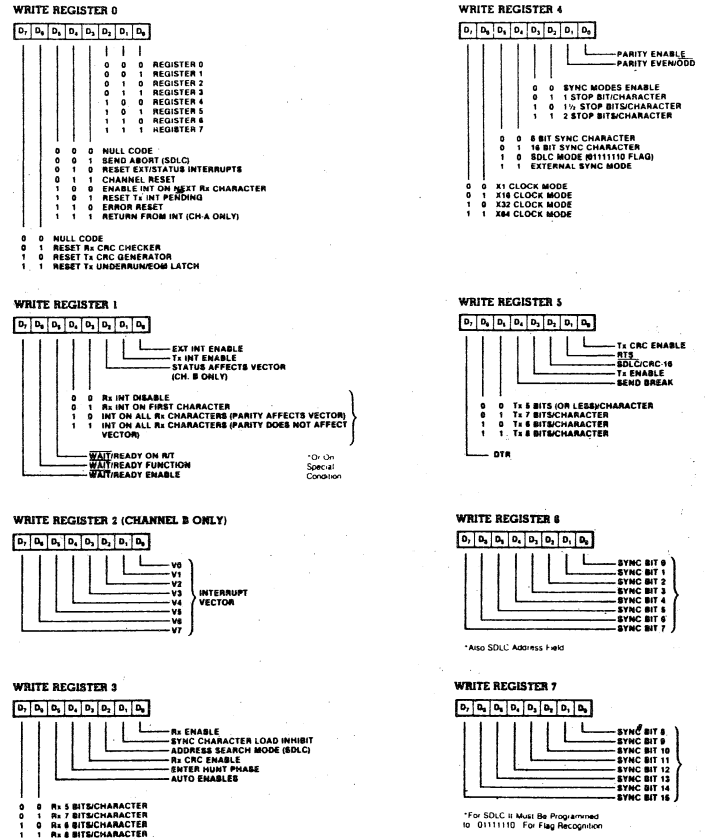 WRITE REGISTER 0
D7 D6 D5 D4 D3 D2 D1 D0
0 0 0 REGISTER 0
0 0 1 REGISTER 1
0 1 0 REGISTER 2
0 1 1 REGISTER 3
1 0 0 REGISTER 4
1 0 1 REGISTER 5
1 1 0 REGISTER 6
1 1 1 REGISTER 7
0 0 0 NULL CODE
0 0 1 SEND ABORT (SDLC)
0 1 0 RESET EXT/STATUS INTERRUPTS
0 1 1 CHANNEL RESET
1 0 0 ENABLE INT ON NEXT Rx CHARACTER
1 0 1 RESET Tx INT PENDING
1 1 0 ERROR RESET
1 1 1 RETURN FROM INT (CH-A ONLY)
0 0 NULL CODE
0 1 RESET Rx CRC CHECKER
1 0 RESET Tx CRC GENERATOR
1 1 RESET Tx UNDERRUN/EOM LATCH
WRITE REGISTER 1
D7 D6 D5 D4 D3 D2 D1 D0
EXT INT ENABLE
Tx INT ENABLE
STATUS AFFECTS VECTOR
(CH. B ONLY)
0 0 Rx INT DISABLE
0 1 Rx INT ON FIRST CHARACTER
1 0 INT ON ALL Rx CHARACTERS (PARITY AFFECTS VECTOR)
1 1 INT ON ALL Rx CHARACTERS (PARITY DOES NOT AFFECT
VECTOR)
WAIT/READY ON R/T
WAIT/READY FUNCTION
WAIT/READY ENABLE
*Or On
Special
Condition
WRITE REGISTER 2 (CHANNEL B ONLY)
D7 D6 D5 D4 D3 D2 D1 D0
V0
V1
V2
V3
V4
V5
V6
V7
INTERRUPT
VECTOR
WRITE REGISTER 3
D7 D6 D5 D4 D3 D2 D1 D0
Rx ENABLE
SYNC CHARACTER LOAD INHIBIT
ADDRESS SEARCH MODE (SDLC)
Rx CRC ENABLE
ENTER HUNT PHASE
AUTO ENABLES
0 0 Rx 5 BITS/CHARACTER
0 1 Rx 7 BITS/CHARACTER
1 0 Rx 6 BITS/CHARACTER
1 1 Rx 8 BITS/CHARACTER
WRITE REGISTER 4
D7 D6 D5 D4 D3 D2 D1 D0
PARITY ENABLE
PARITY EVEN/ODD
0 0 SYNC MODES ENABLE
0 1 1 STOP BIT/CHARACTER
1 0 1½ STOP BITS/CHARACTER
1 1 2 STOP BITS/CHARACTER
0 0 8 BIT SYNC CHARACTER
0 1 16 BIT SYNC CHARACTER
1 0 SDLC MODE (01111110 FLAG)
1 1 EXTERNAL SYNC MODE
0 0 X1 CLOCK MODE
0 1 X16 CLOCK MODE
1 0 X32 CLOCK MODE
1 1 X64 CLOCK MODE
WRITE REGISTER 5
D7 D6 D5 D4 D3 D2 D1 D0
Tx CRC ENABLE
RTS
SDLC/CRC-16
Tx ENABLE
SEND BREAK
0 0 Tx 5 BITS (OR LESS)/CHARACTER
0 1 Tx 7 BITS/CHARACTER
1 0 Tx 6 BITS/CHARACTER
1 1 Tx 8 BITS/CHARACTER
DTR
WRITE REGISTER 6
D7 D6 D5 D4 D3 D2 D1 D0
SYNC BIT 0
SYNC BIT 1
SYNC BIT 2
SYNC BIT 3
SYNC BIT 4
SYNC BIT 5
SYNC BIT 6
SYNC BIT 7
*Also SDLC Address Field
WRITE REGISTER 7
D7 D6 D5 D4 D3 D2 D1 D0
SYNC BIT 8
SYNC BIT 9
SYNC BIT 10
SYNC BIT 11
SYNC BIT 12
SYNC BIT 13
SYNC BIT 14
SYNC BIT 15
*For SDLC It Must Be Programmed
to 01111110 For Flag Recognition